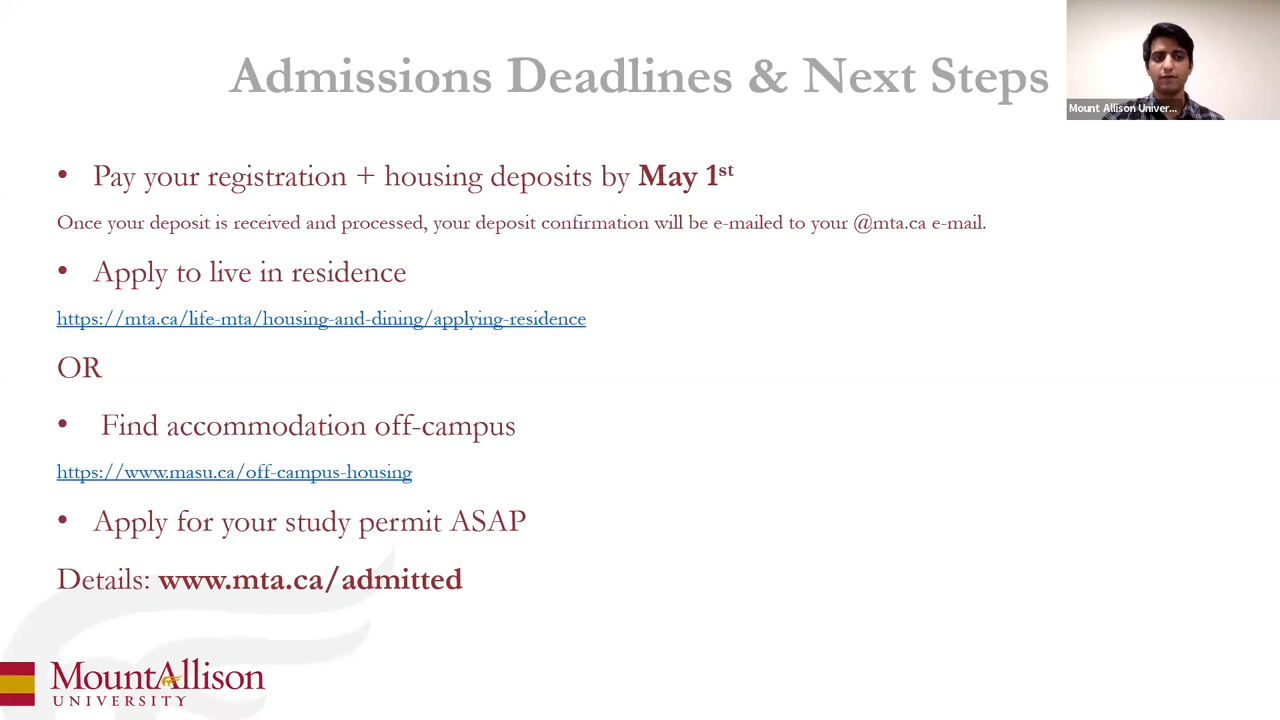 Admissions Deadlines & Next Steps
Mount Allison Univer...
• Pay your registration + housing deposits by May 1st
Once your deposit is received and processed, your deposit confirmation will be e-mailed to your @mta.ca e-mail.
• Apply to live in residence
https://mta.ca/life-mta/housing-and-dining/applying-residence
OR
• Find accommodation off-campus
https://www.masu.ca/off-campus-housing
• Apply for your study permit ASAP
Details: www.mta.ca/admitted
MountAllison
UNIVERSITY